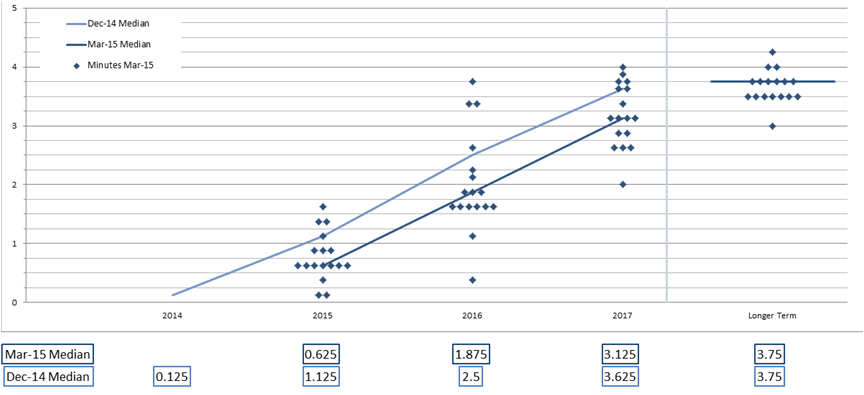 5
4
3
2
1
0
Dec-14 Median
Mar-15 Median
Minutes Mar-15
2014 2015 2016 2017 Longer Term
Mar-15 Median 0.625 1.875 3.125 3.75
Dec-14 Median 0.125 1.125 2.5 3.625 3.75